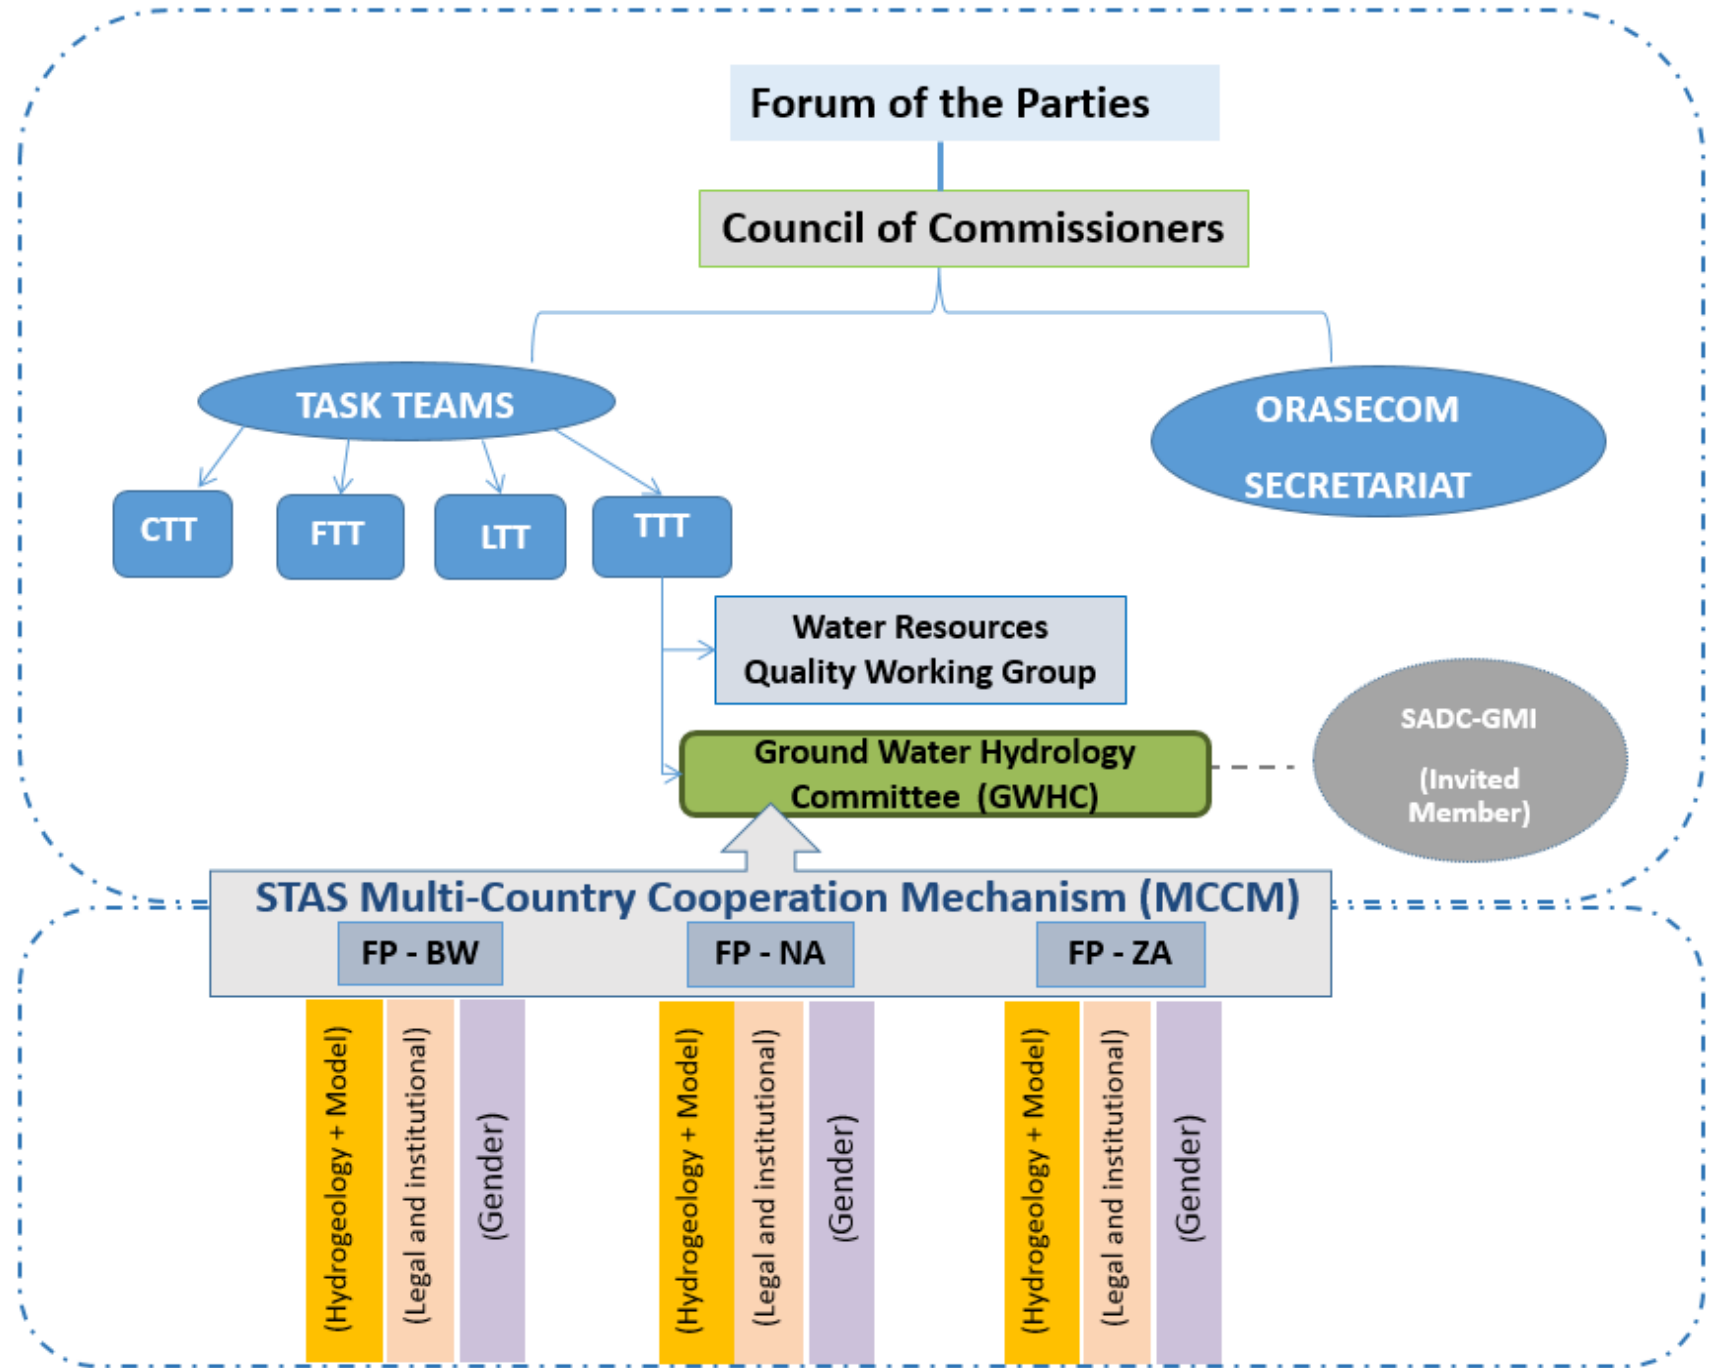 Forum of the Parties
Council of Commissioners
TASK TEAMS
ORASECOM
SECRETARIAT
CTT
FTT
LTT
TTT
Water Resources
Quality Working Group
Ground Water Hydrology
Committee (GWHC)
SADC-GMI
(Invited
Member)
STAS Multi-Country Cooperation Mechanism (MCCM)
FP - BW
FP - NA
FP - ZA
(Hydrogeology + Model)
(Legal and institutional)
(Gender)
(Hydrogeology + Model)
(Legal and institutional)
(Gender)
(Hydrogeology + Model)
(Legal and institutional)
(Gender)